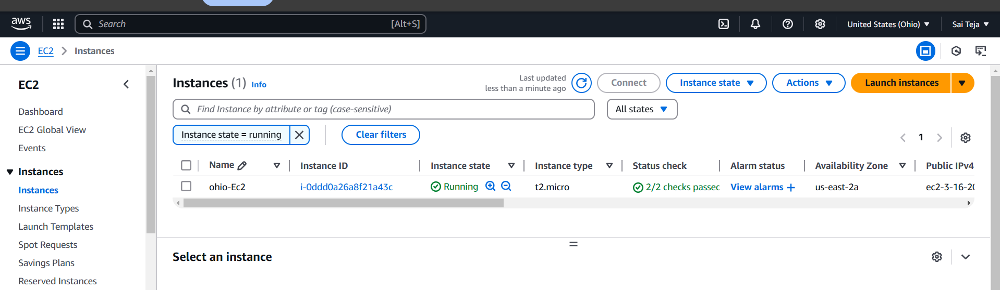 aws
Search [Alt+S]
United States (Ohio)
Sai Teja
EC2 > Instances
EC2
Dashboard
EC2 Global View
Events
Instances
Instances
Instance Types
Launch Templates
Spot Requests
Savings Plans
Reserved Instances
Instances (1) Info
Last updated
less than a minute ago
Connect
Instance state
Actions
Launch instances
Find Instance by attribute or tag (case-sensitive)
All states
Instance state = running
Clear filters
1
Name Instance ID Instance state Instance type Status check Alarm status Availability Zone Public IPv4
ohio-Ec2 i-0ddd0a26a8f21a43c Running t2.micro 2/2 checks passed View alarms + us-east-2a ec2-3-16-20
Select an instance